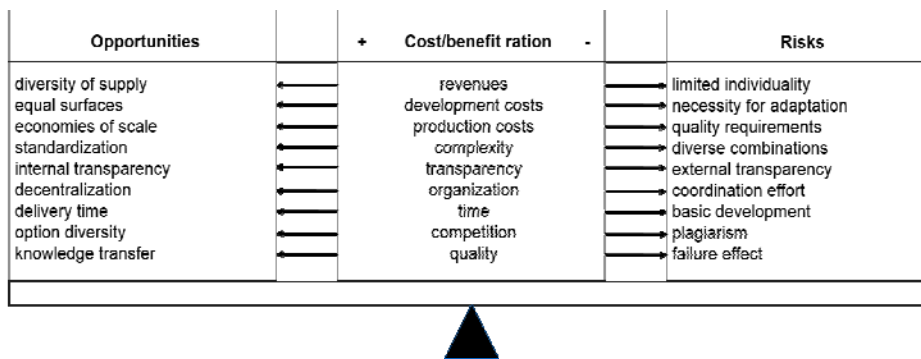 Opportunities + Cost/benefit ration - Risks
diversity of supply revenues limited individuality
equal surfaces development costs necessity for adaptation
economies of scale production costs quality requirements
standardization complexity diverse combinations
internal transparency transparency external transparency
decentralization organization coordination effort
delivery time time basic development
option diversity competition plagiarism
knowledge transfer quality failure effect